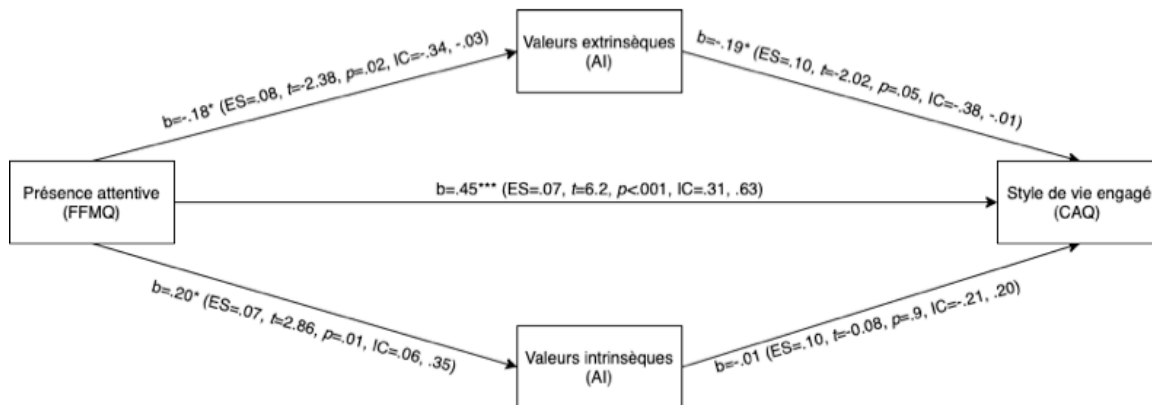 Valeurs extrinsèques
(AI)
b=-.18* (ES=.08, t=-2.38, p=.02, IC=-.34, -.03)
b=-.19* (ES=.10, t=-2.02, p=.05, IC=-.38, -.01)
Présence attentive
(FFMQ)
b=.45*** (ES=.07, t=6.2, p<.001, IC=.31, .63)
Style de vie engagé
(CAQ)
b=.20* (ES=.07, t=2.86, p=.01, IC=.06, .35)
b=-.01 (ES=.10, t=-0.08, p=.9, IC=-.21, .20)
Valeurs intrinsèques
(AI)